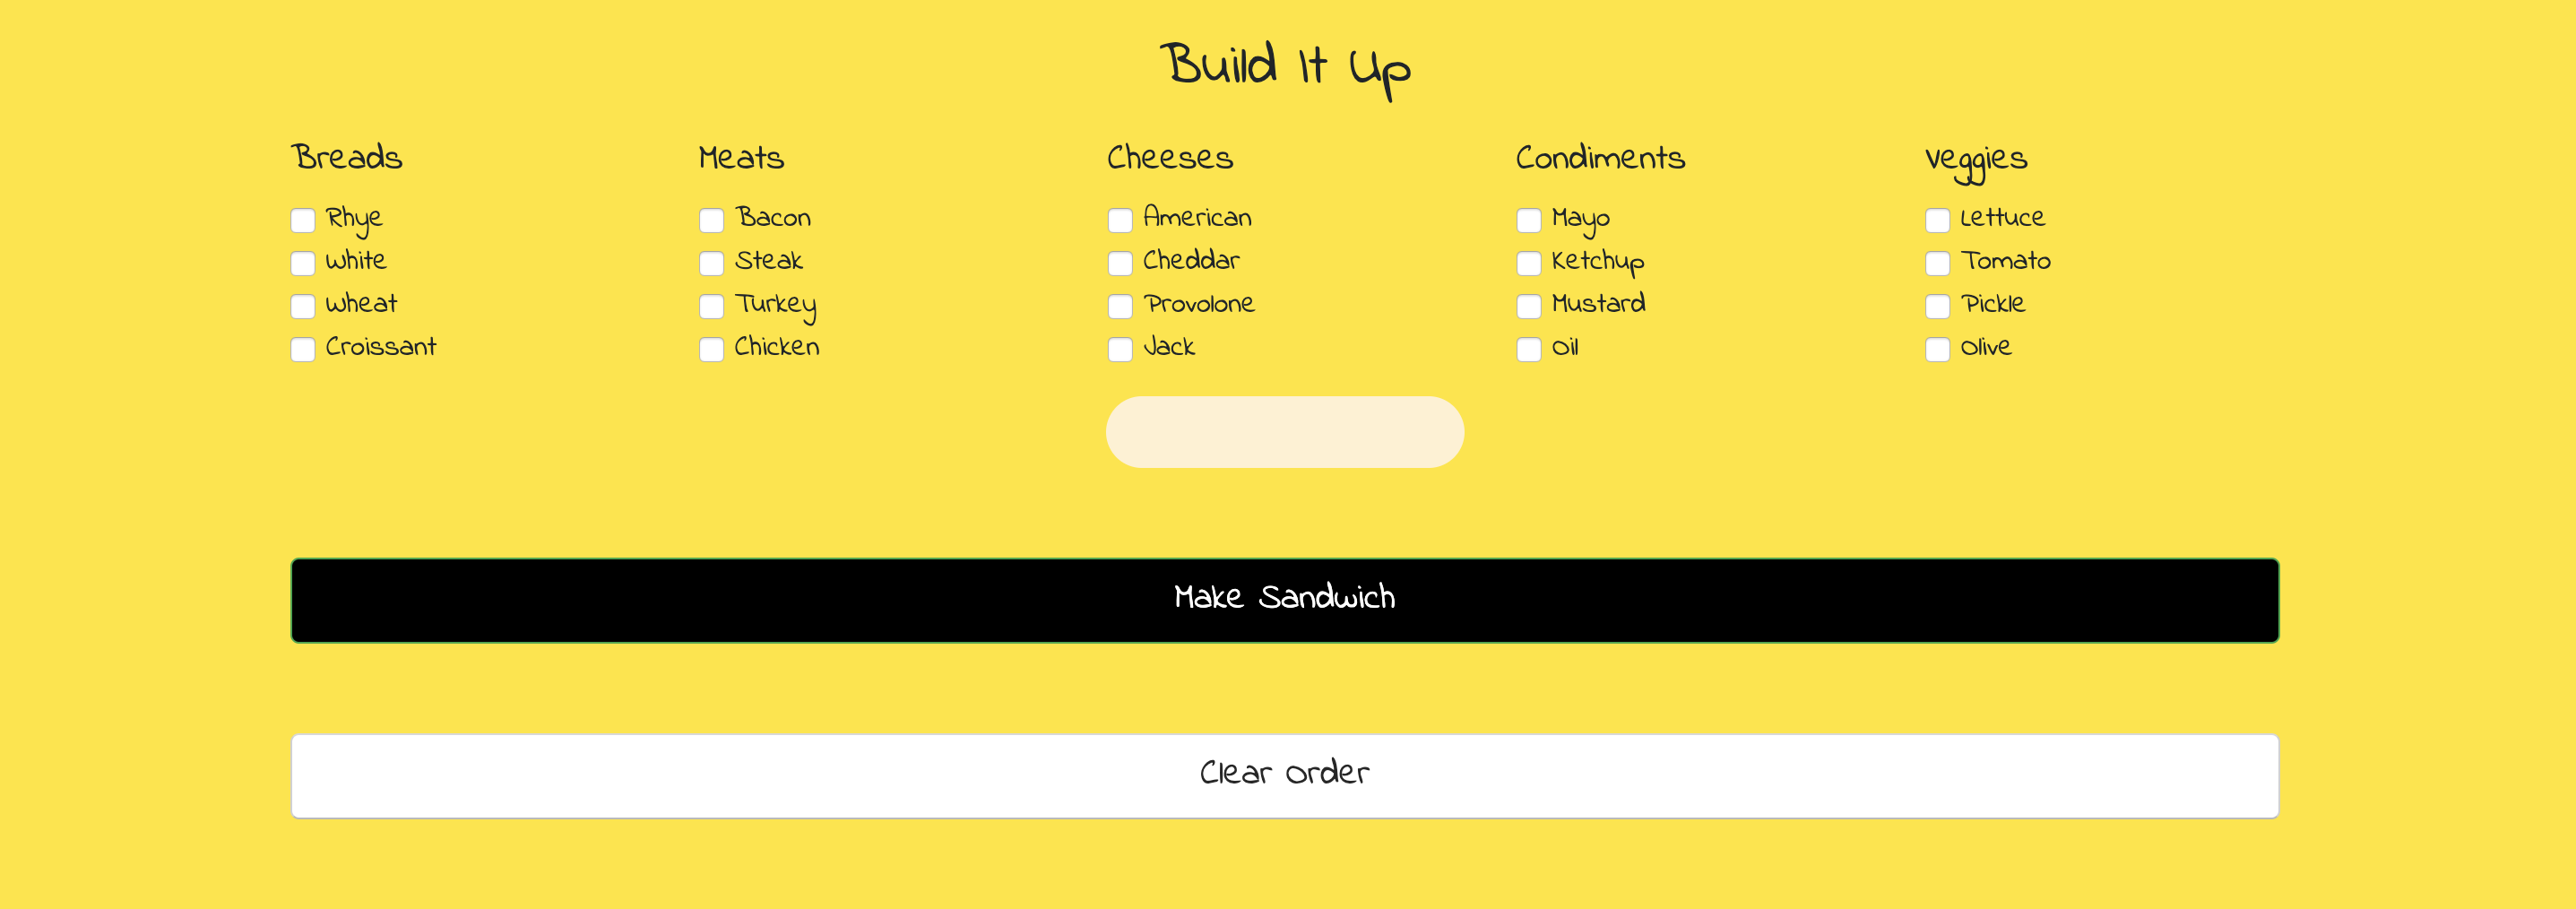 Build It Up
Breads
Rhye
White
Wheat
Croissant
Meats
Bacon
Steak
Turkey
Chicken
Cheeses
American
Cheddar
Provolone
Jack
Condiments
Mayo
Ketchup
Mustard
Oil
Veggies
Lettuce
Tomato
Pickle
Olive
Make Sandwich
Clear Order